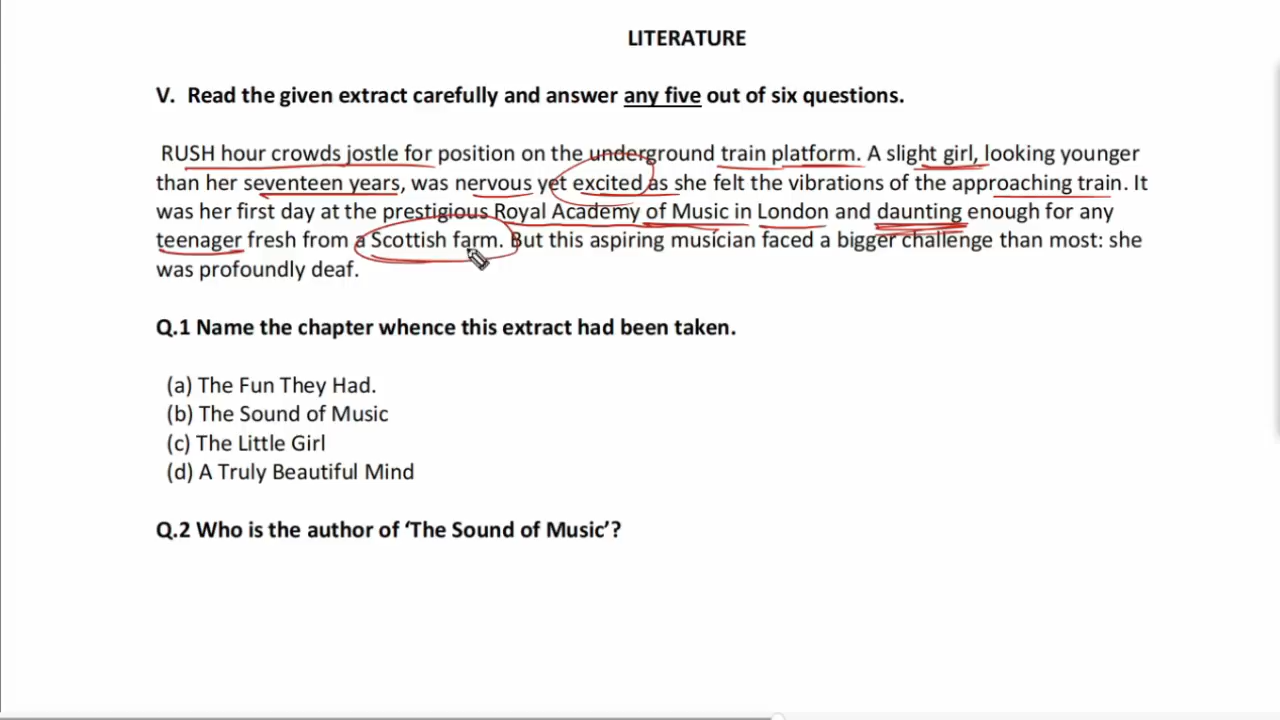 LITERATURE
V. Read the given extract carefully and answer any five out of six questions.
RUSH hour crowds jostle for position on the underground train platform. A slight girl, looking younger
than her seventeen years, was nervous yet excited as she felt the vibrations of the approaching train. It
was her first day at the prestigious Royal Academy of Music in London and daunting enough for any
teenager fresh from a Scottish farm. But this aspiring musician faced a bigger challenge than most: she
was profoundly deaf.
Q.1 Name the chapter whence this extract had been taken.
(a) The Fun They Had.
(b) The Sound of Music
(c) The Little Girl
(d) A Truly Beautiful Mind
Q.2 Who is the author of ‘The Sound of Music’?